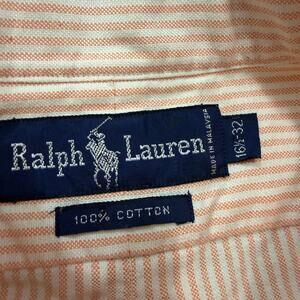 Ralph Lauren
MADE IN MALAYSIA
16½-32
100% COTTON